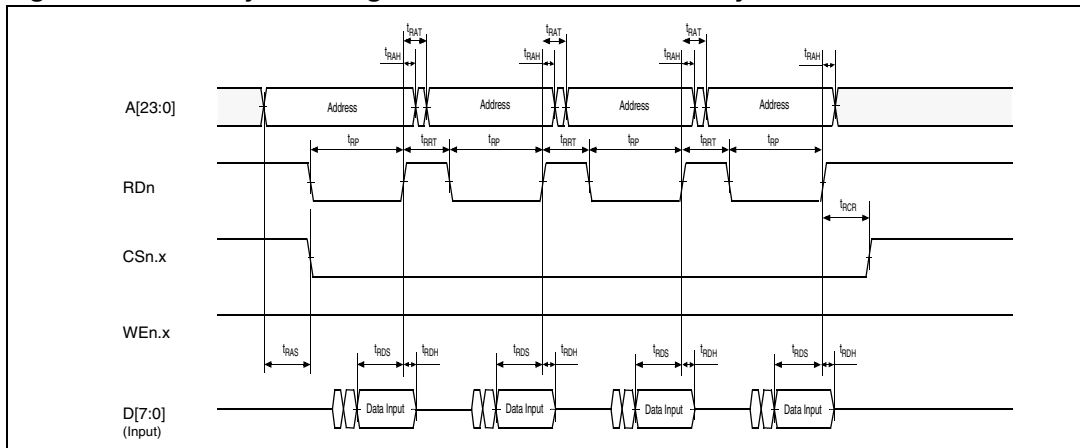 tRAT tRAT tRAT
tRAH tRAH tRAH tRAH
A[23:0] Address Address Address Address
tRP tRRT tRP tRRT tRP tRRT tRP
RDn
tRCR
CSn.x
WEn.x
tRAS tRDS tRDH tRDS tRDH tRDS tRDH tRDS tRDH
D[7:0] Data Input Data Input Data Input Data Input
(Input)